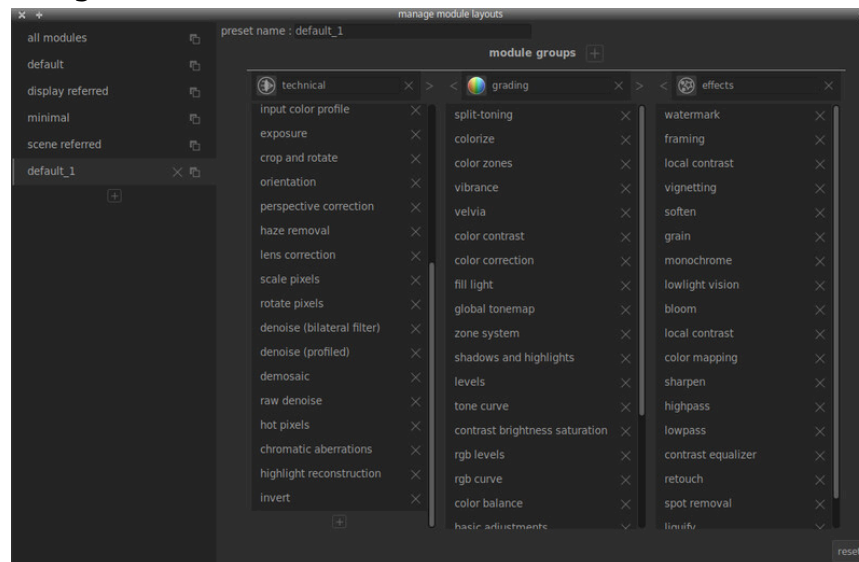 manage module layouts
all modules
default
display referred
minimal
scene referred
default_1
preset name : default_1
module groups
technical
input color profile
exposure
crop and rotate
orientation
perspective correction
haze removal
lens correction
scale pixels
rotate pixels
denoise (bilateral filter)
denoise (profiled)
demosaic
raw denoise
hot pixels
chromatic aberrations
highlight reconstruction
invert
grading
split-toning
colorize
color zones
vibrance
velvia
color contrast
color correction
fill light
global tonemap
zone system
shadows and highlights
levels
tone curve
contrast brightness saturation
rgb levels
rgb curve
color balance
basic adjustments
effects
watermark
framing
local contrast
vignetting
soften
grain
monochrome
lowlight vision
bloom
local contrast
color mapping
sharpen
highpass
lowpass
contrast equalizer
retouch
spot removal
liquify
reset